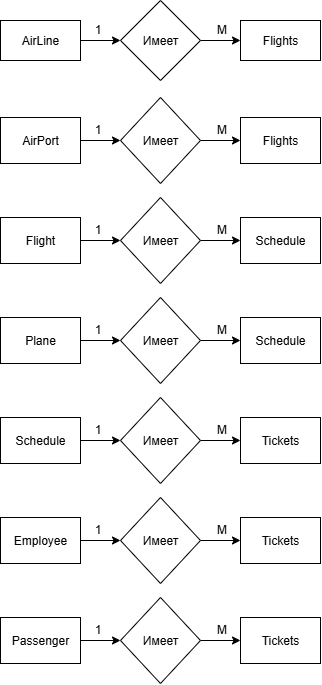 AirLine 1 Имеет M Flights
AirPort 1 Имеет M Flights
Flight 1 Имеет M Schedule
Plane 1 Имеет M Schedule
Schedule 1 Имеет M Tickets
Employee 1 Имеет M Tickets
Passenger 1 Имеет M Tickets